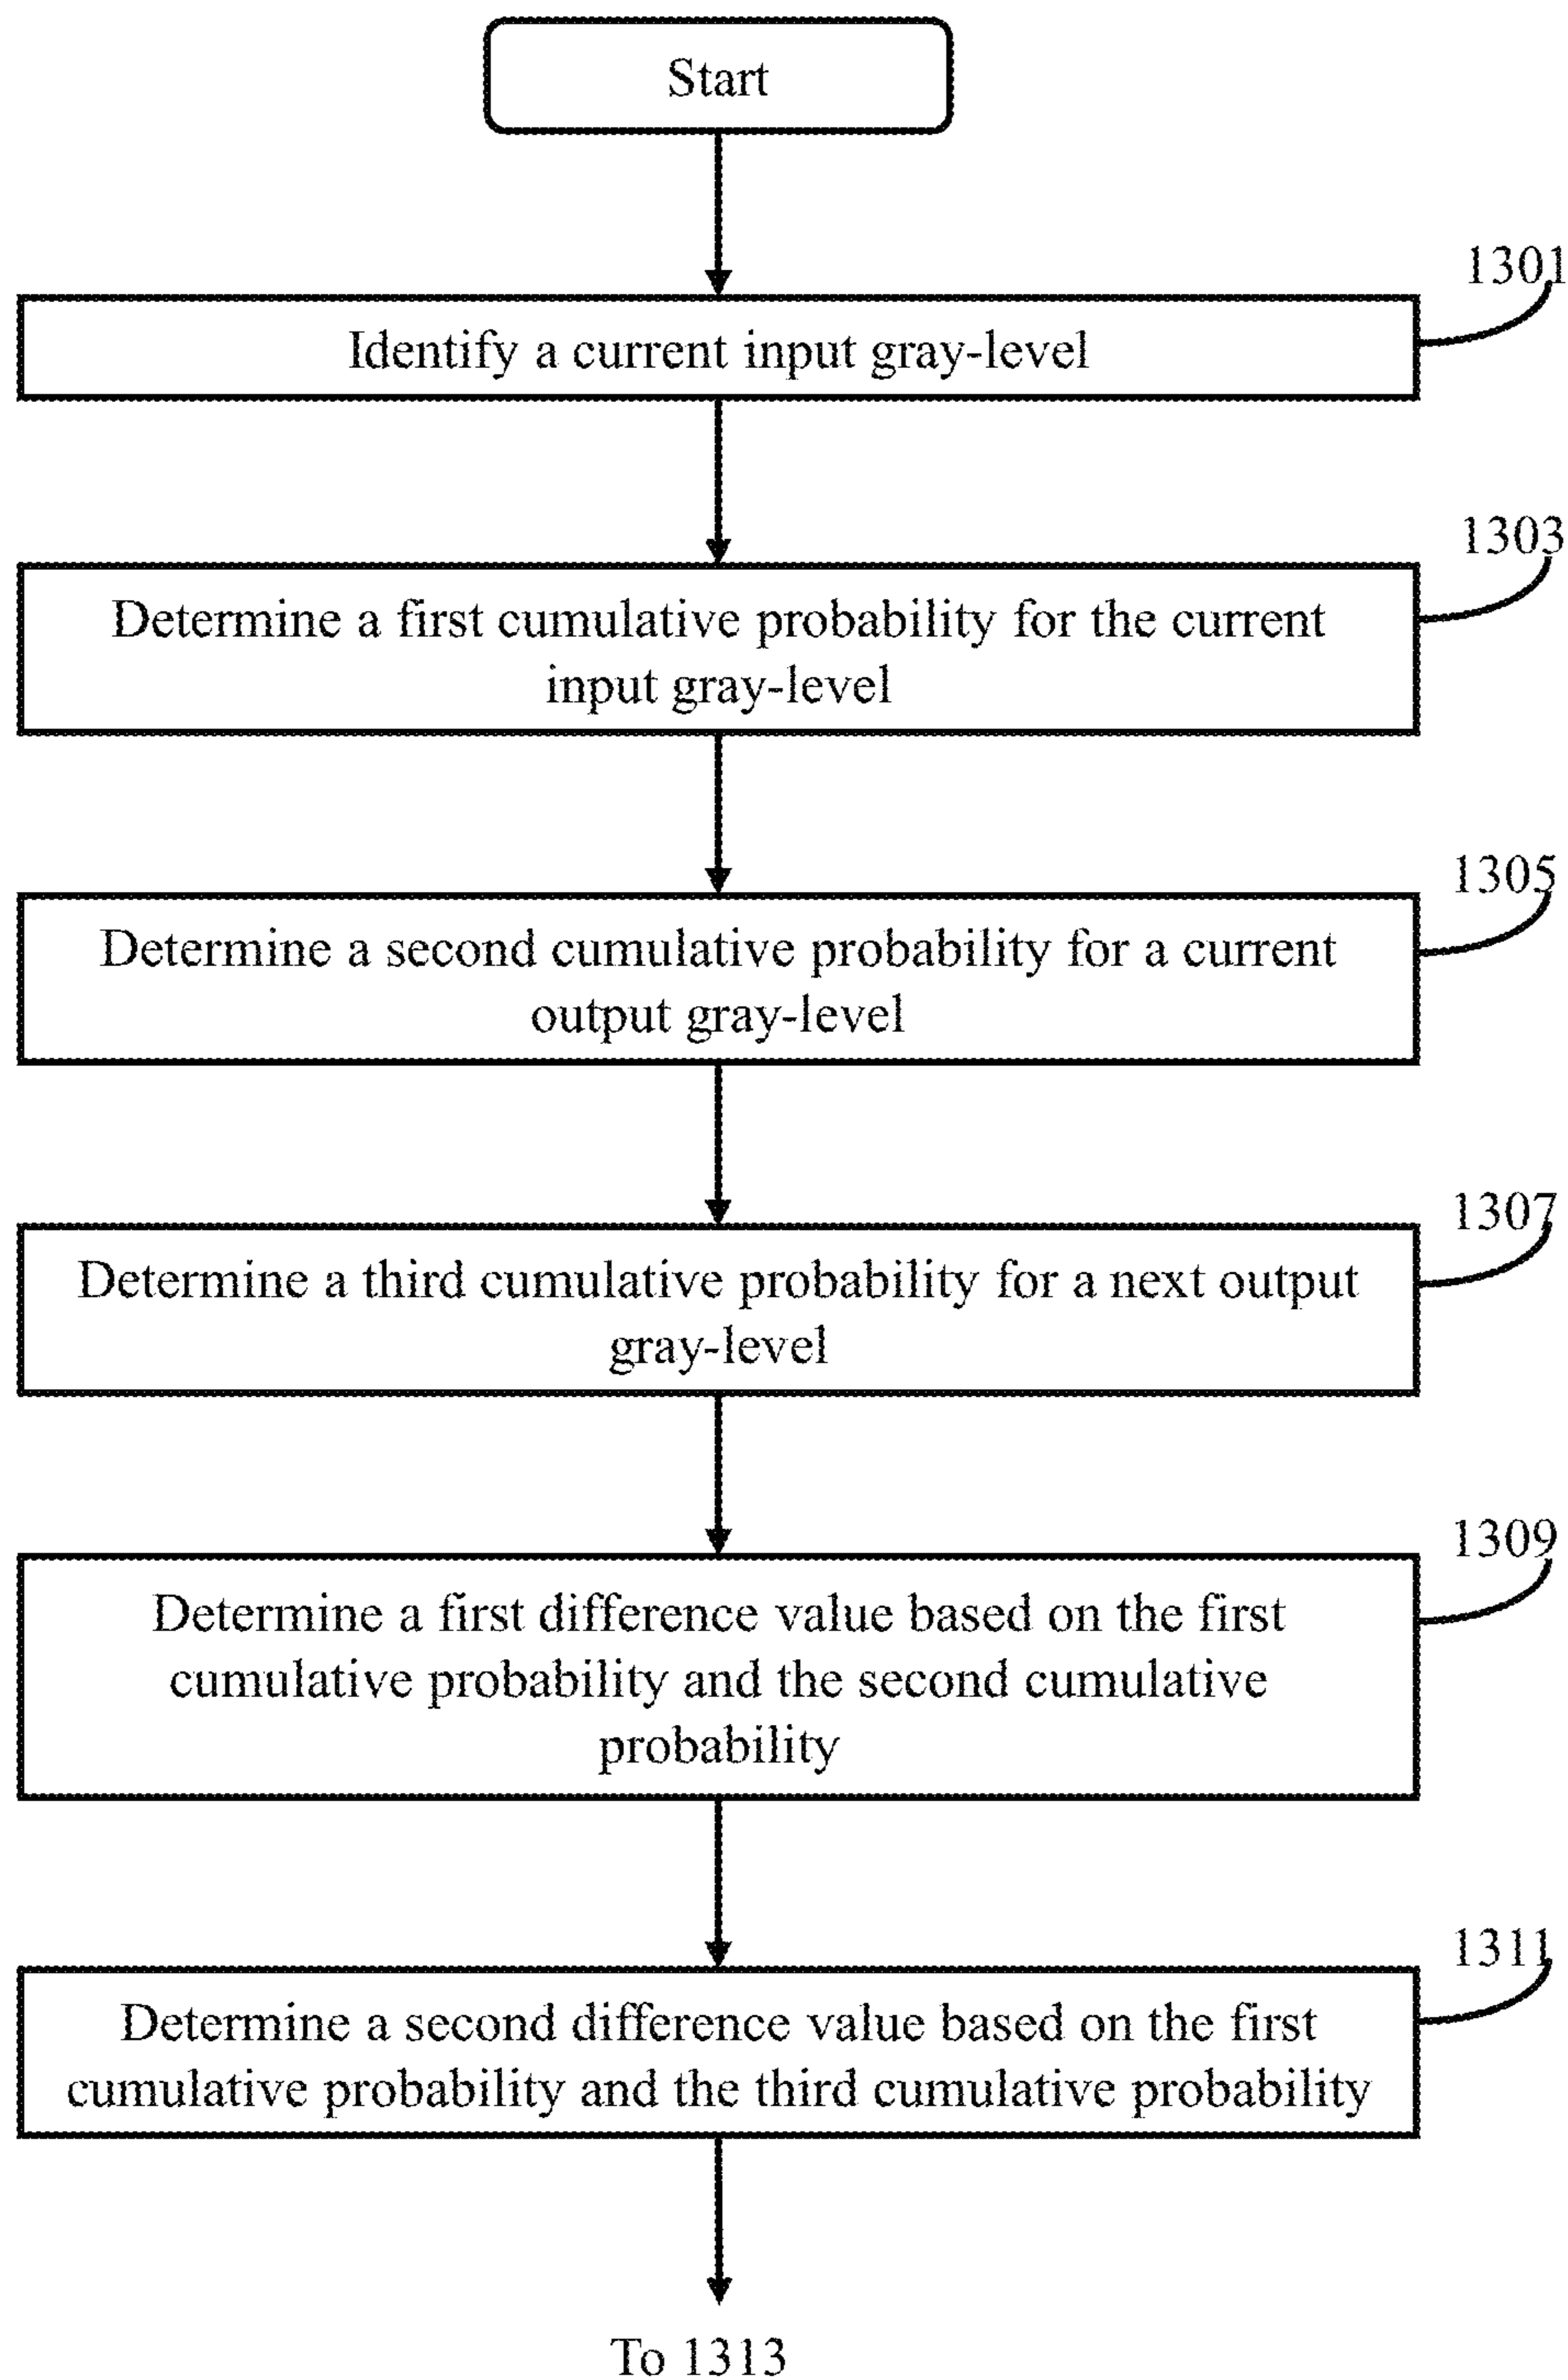 Start
1301
Identify a current input gray-level
1303
Determine a first cumulative probability for the current
input gray-level
1305
Determine a second cumulative probability for a current
output gray-level
1307
Determine a third cumulative probability for a next output
gray-level
1309
Determine a first difference value based on the first
cumulative probability and the second cumulative
probability
1311
Determine a second difference value based on the first
cumulative probability and the third cumulative probability
To 1313